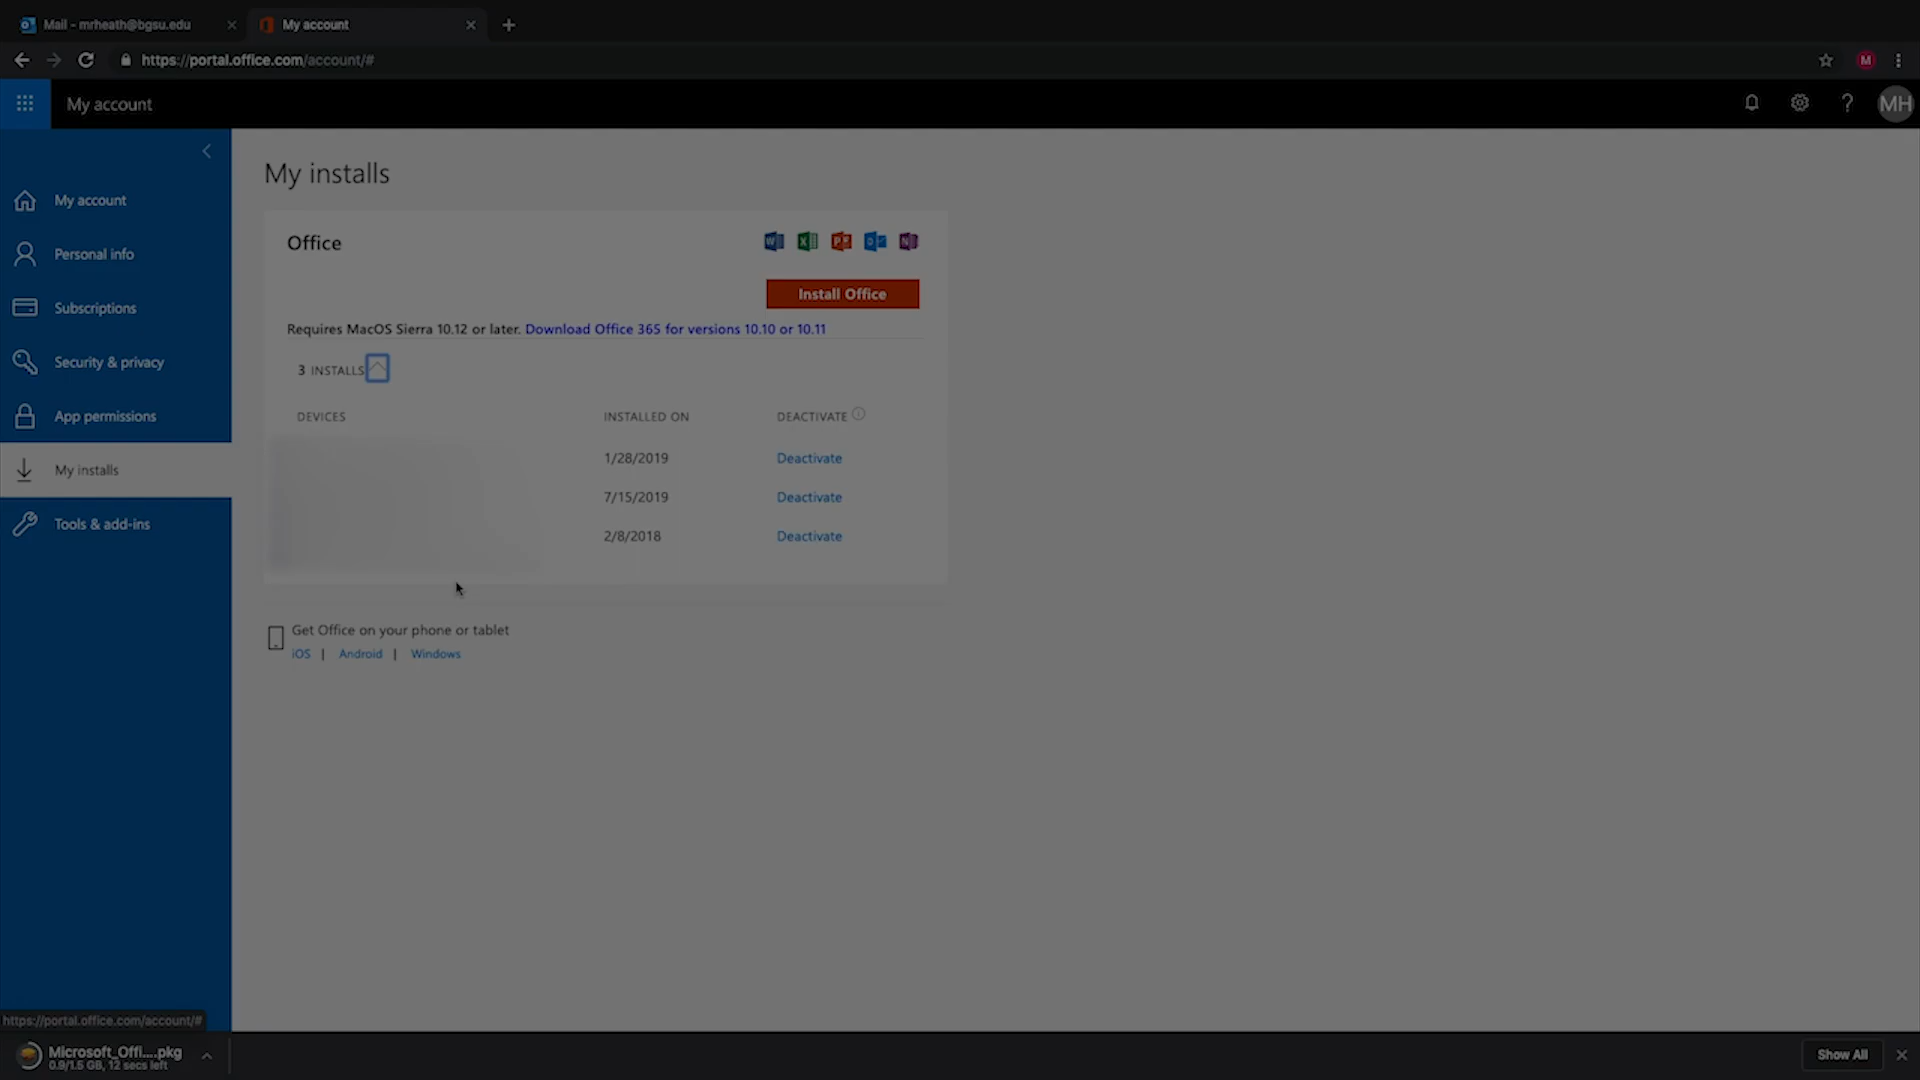 Mail - mrheath@bgsu.edu
My account
https://portal.office.com/account/#
M
My account
MH
My account
Personal info
Subscriptions
Security & privacy
App permissions
My installs
Tools & add-ins
My installs
Office
Install Office
Requires MacOS Sierra 10.12 or later. Download Office 365 for versions 10.10 or 10.11
3 INSTALLS
DEVICES INSTALLED ON DEACTIVATE
1/28/2019 Deactivate
7/15/2019 Deactivate
2/8/2018 Deactivate
Get Office on your phone or tablet
iOS | Android | Windows
https://portal.office.com/account/#
Microsoft_Offi....pkg
0.9/1.5 GB, 12 secs left
Show All